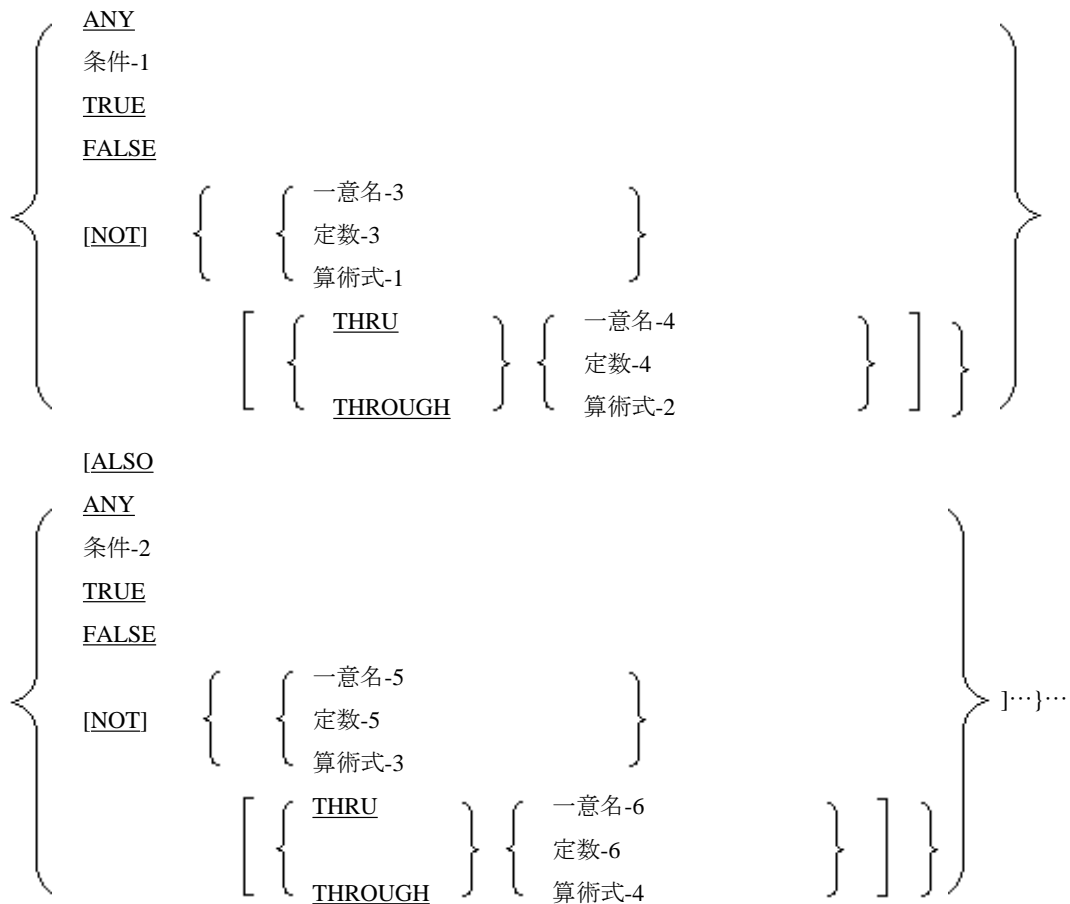 ANY
条件-1
TRUE
FALSE
一意名-3
[NOT] 定数-3
算術式-1
THRU 一意名-4
定数-4
THROUGH 算術式-2
[ALSO
ANY
条件-2
TRUE
FALSE
一意名-5
[NOT] 定数-5 ]…}…
算術式-3
THRU 一意名-6
定数-6
THROUGH 算術式-4